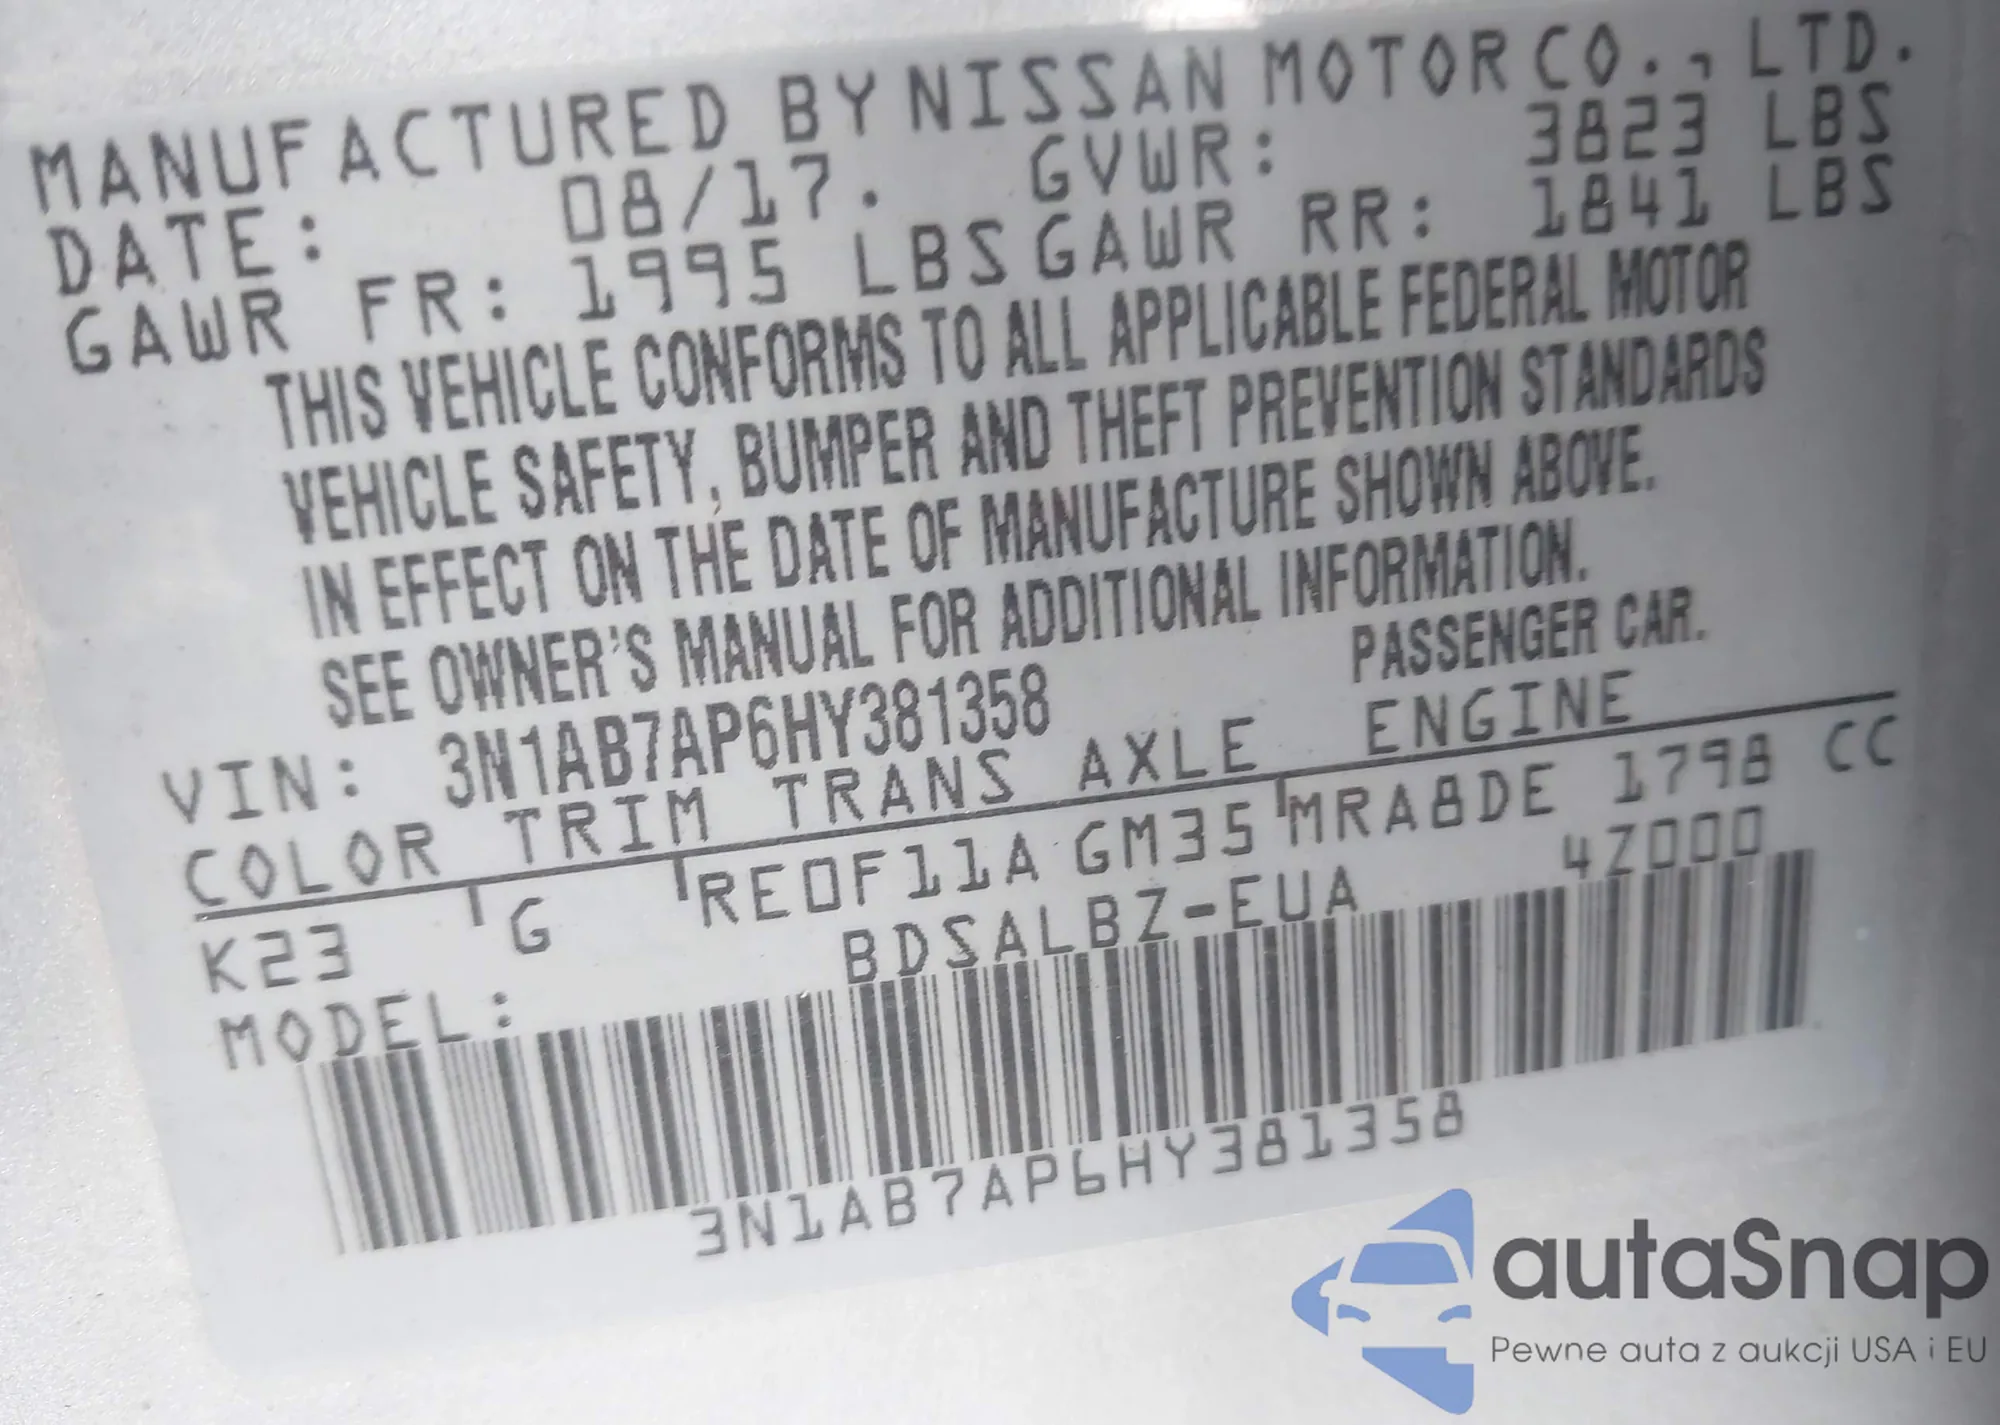 MANUFACTURED BY NISSAN MOTOR CO., LTD.
DATE: 08/17. GVWR: 3823 LBS
GAWR FR: 1995 LBS GAWR RR: 1841 LBS
THIS VEHICLE CONFORMS TO ALL APPLICABLE FEDERAL MOTOR
VEHICLE SAFETY, BUMPER AND THEFT PREVENTION STANDARDS
IN EFFECT ON THE DATE OF MANUFACTURE SHOWN ABOVE.
SEE OWNER'S MANUAL FOR ADDITIONAL INFORMATION.
VIN: 3N1AB7AP6HY381358 PASSENGER CAR.
COLOR TRIM TRANS AXLE ENGINE
K23 G RE0F11A GM35 MRA8DE 1798 CC
MODEL: BDSALBZ-EUA 4Z000
3N1AB7AP6HY381358
autaSnap
Pewne auta z aukcji USA i EU